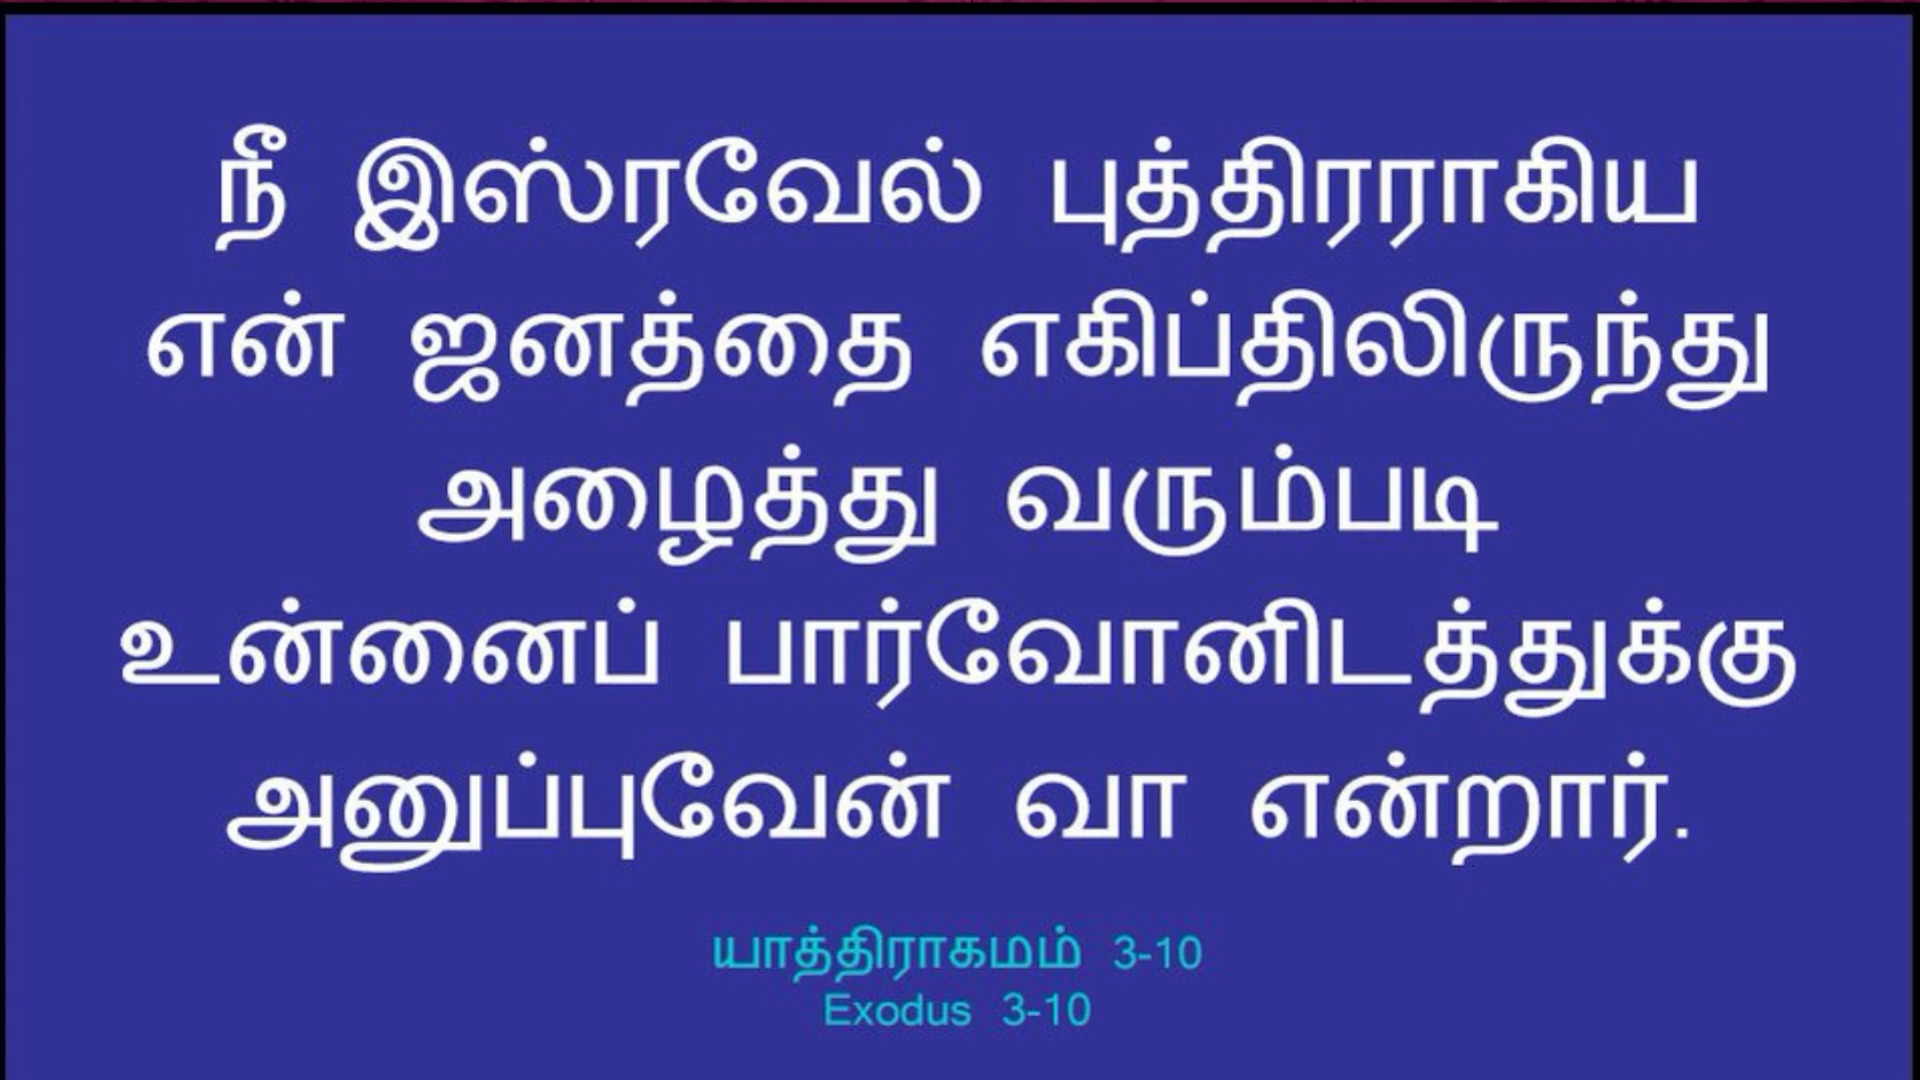 நீ இஸ்ரவேல் புத்திரராகிய
என் ஜனத்தை எகிப்திலிருந்து
அழைத்து வரும்படி
உன்னைப் பார்வோனிடத்துக்கு
அனுப்புவேன் வா என்றார்.
யாத்திராகமம் 3-10
Exodus 3-10